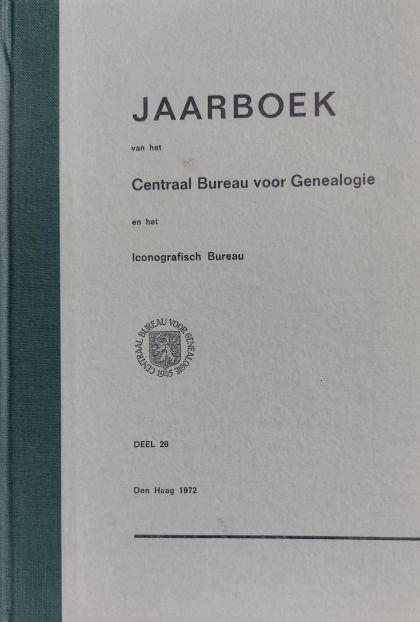 JAARBOEK
van het
Centraal Bureau voor Genealogie
en het
Iconografisch Bureau
CENTRAAL BUREAU VOOR GENEALOGIE
1945
DEEL 26
Den Haag 1972